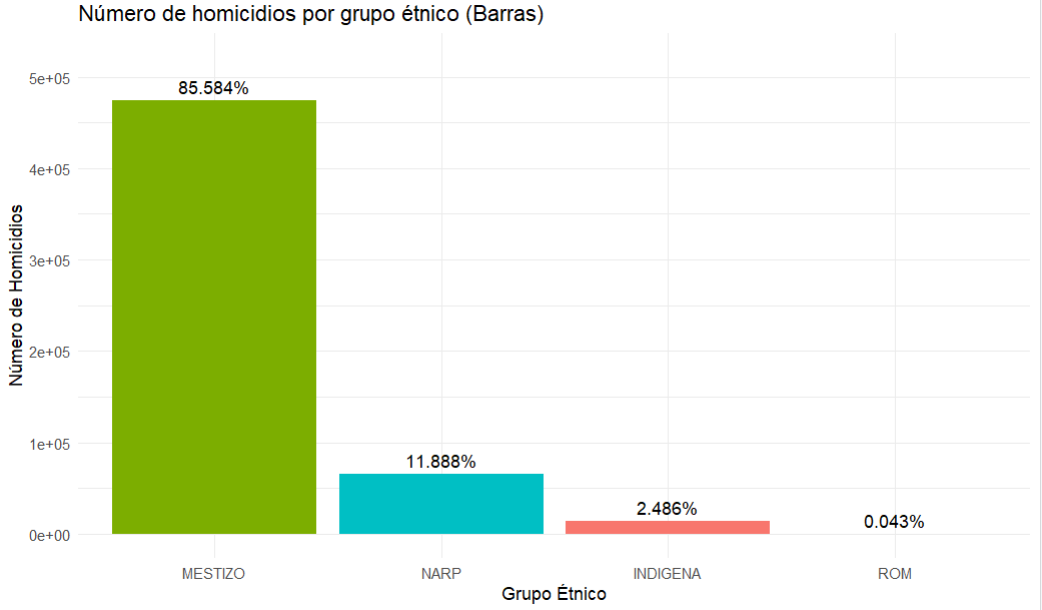 Número de homicidios por grupo étnico (Barras)
Número de Homicidios
5e+05
4e+05
3e+05
2e+05
1e+05
0e+00
85.584%
11.888%
2.486%
0.043%
MESTIZO
NARP
INDIGENA
ROM
Grupo Étnico